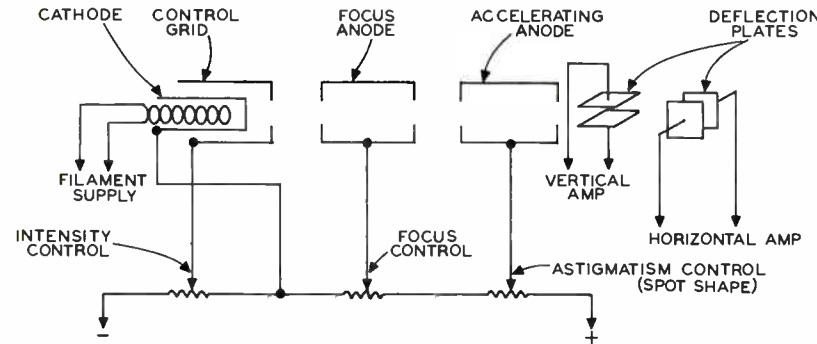 CATHODE
CONTROL
GRID
FOCUS
ANODE
ACCELERATING
ANODE
DEFLECTION
PLATES
FILAMENT
SUPPLY
VERTICAL
AMP
HORIZONTAL AMP
INTENSITY
CONTROL
FOCUS
CONTROL
ASTIGMATISM CONTROL
(SPOT SHAPE)
−
+